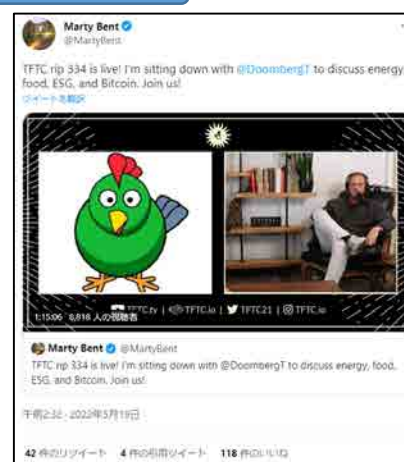 Marty Bent
@MartyBent
TFTC rip 334 is live! I'm sitting down with @DoombergT to discuss energy,
food, ESG, and Bitcoin. Join us!
ツイートを翻訳
TFTC.tv | TFTC.io | TFTC21 | TFTC.io
1:15:06 8,818 人の視聴者
Marty Bent @MartyBent
TFTC rip 334 is live! I'm sitting down with @DoombergT to discuss energy, food,
ESG, and Bitcoin. Join us!
午前2:32 · 2022年5月19日
42 件のリツイート 4 件の引用ツイート 118 件のいいね